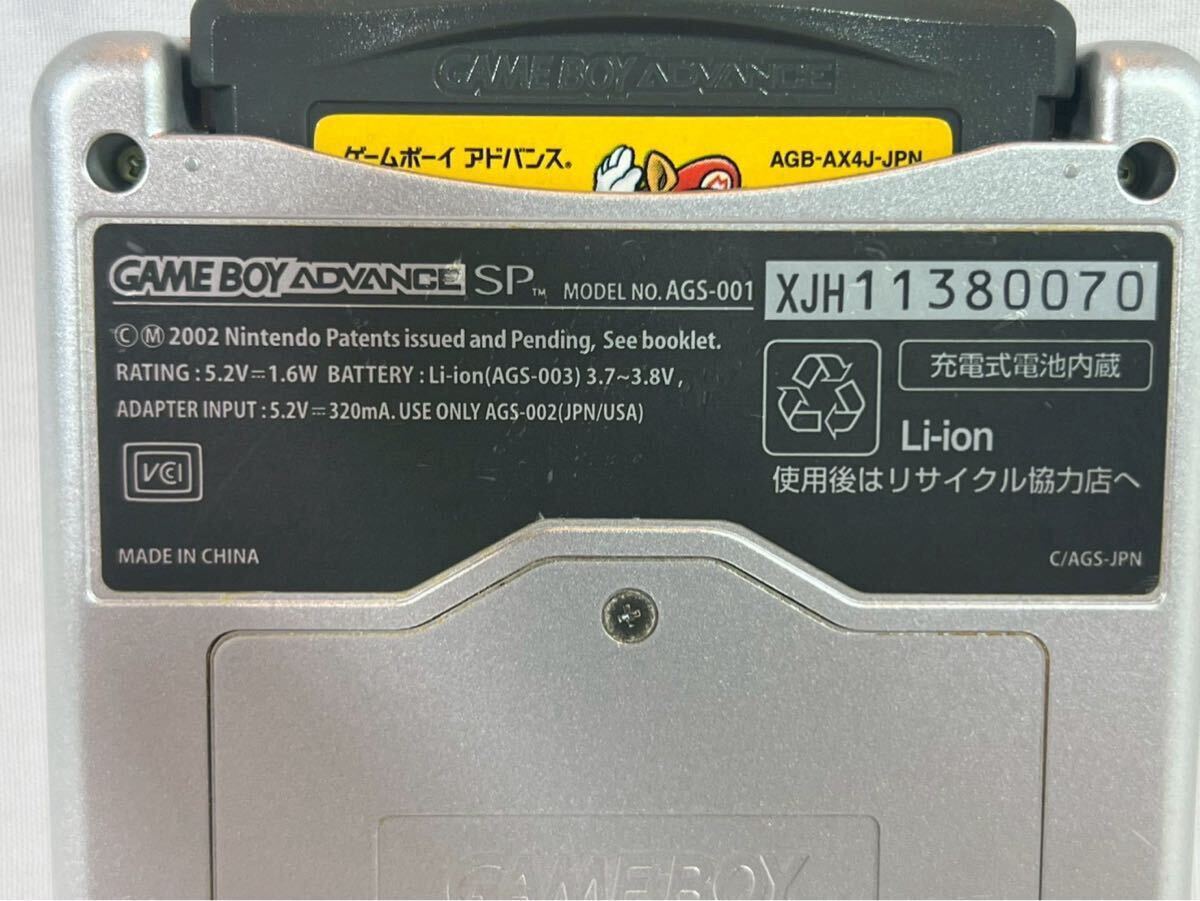 GAME BOY ADVANCE
ゲームボーイ アドバンス®
AGB-AX4J-JPN
M
GAME BOY ADVANCE SP™ MODEL NO. AGS-001
XJH11380070
Ⓒ Ⓜ 2002 Nintendo Patents issued and Pending, See booklet.
RATING : 5.2V⎓1.6W BATTERY : Li-ion(AGS-003) 3.7~3.8V ,
ADAPTER INPUT : 5.2V⎓320mA. USE ONLY AGS-002(JPN/USA)
充電式電池内蔵
Li-ion
使用後はリサイクル協力店へ
VCI
MADE IN CHINA
C/AGS-JPN
GAME BOY